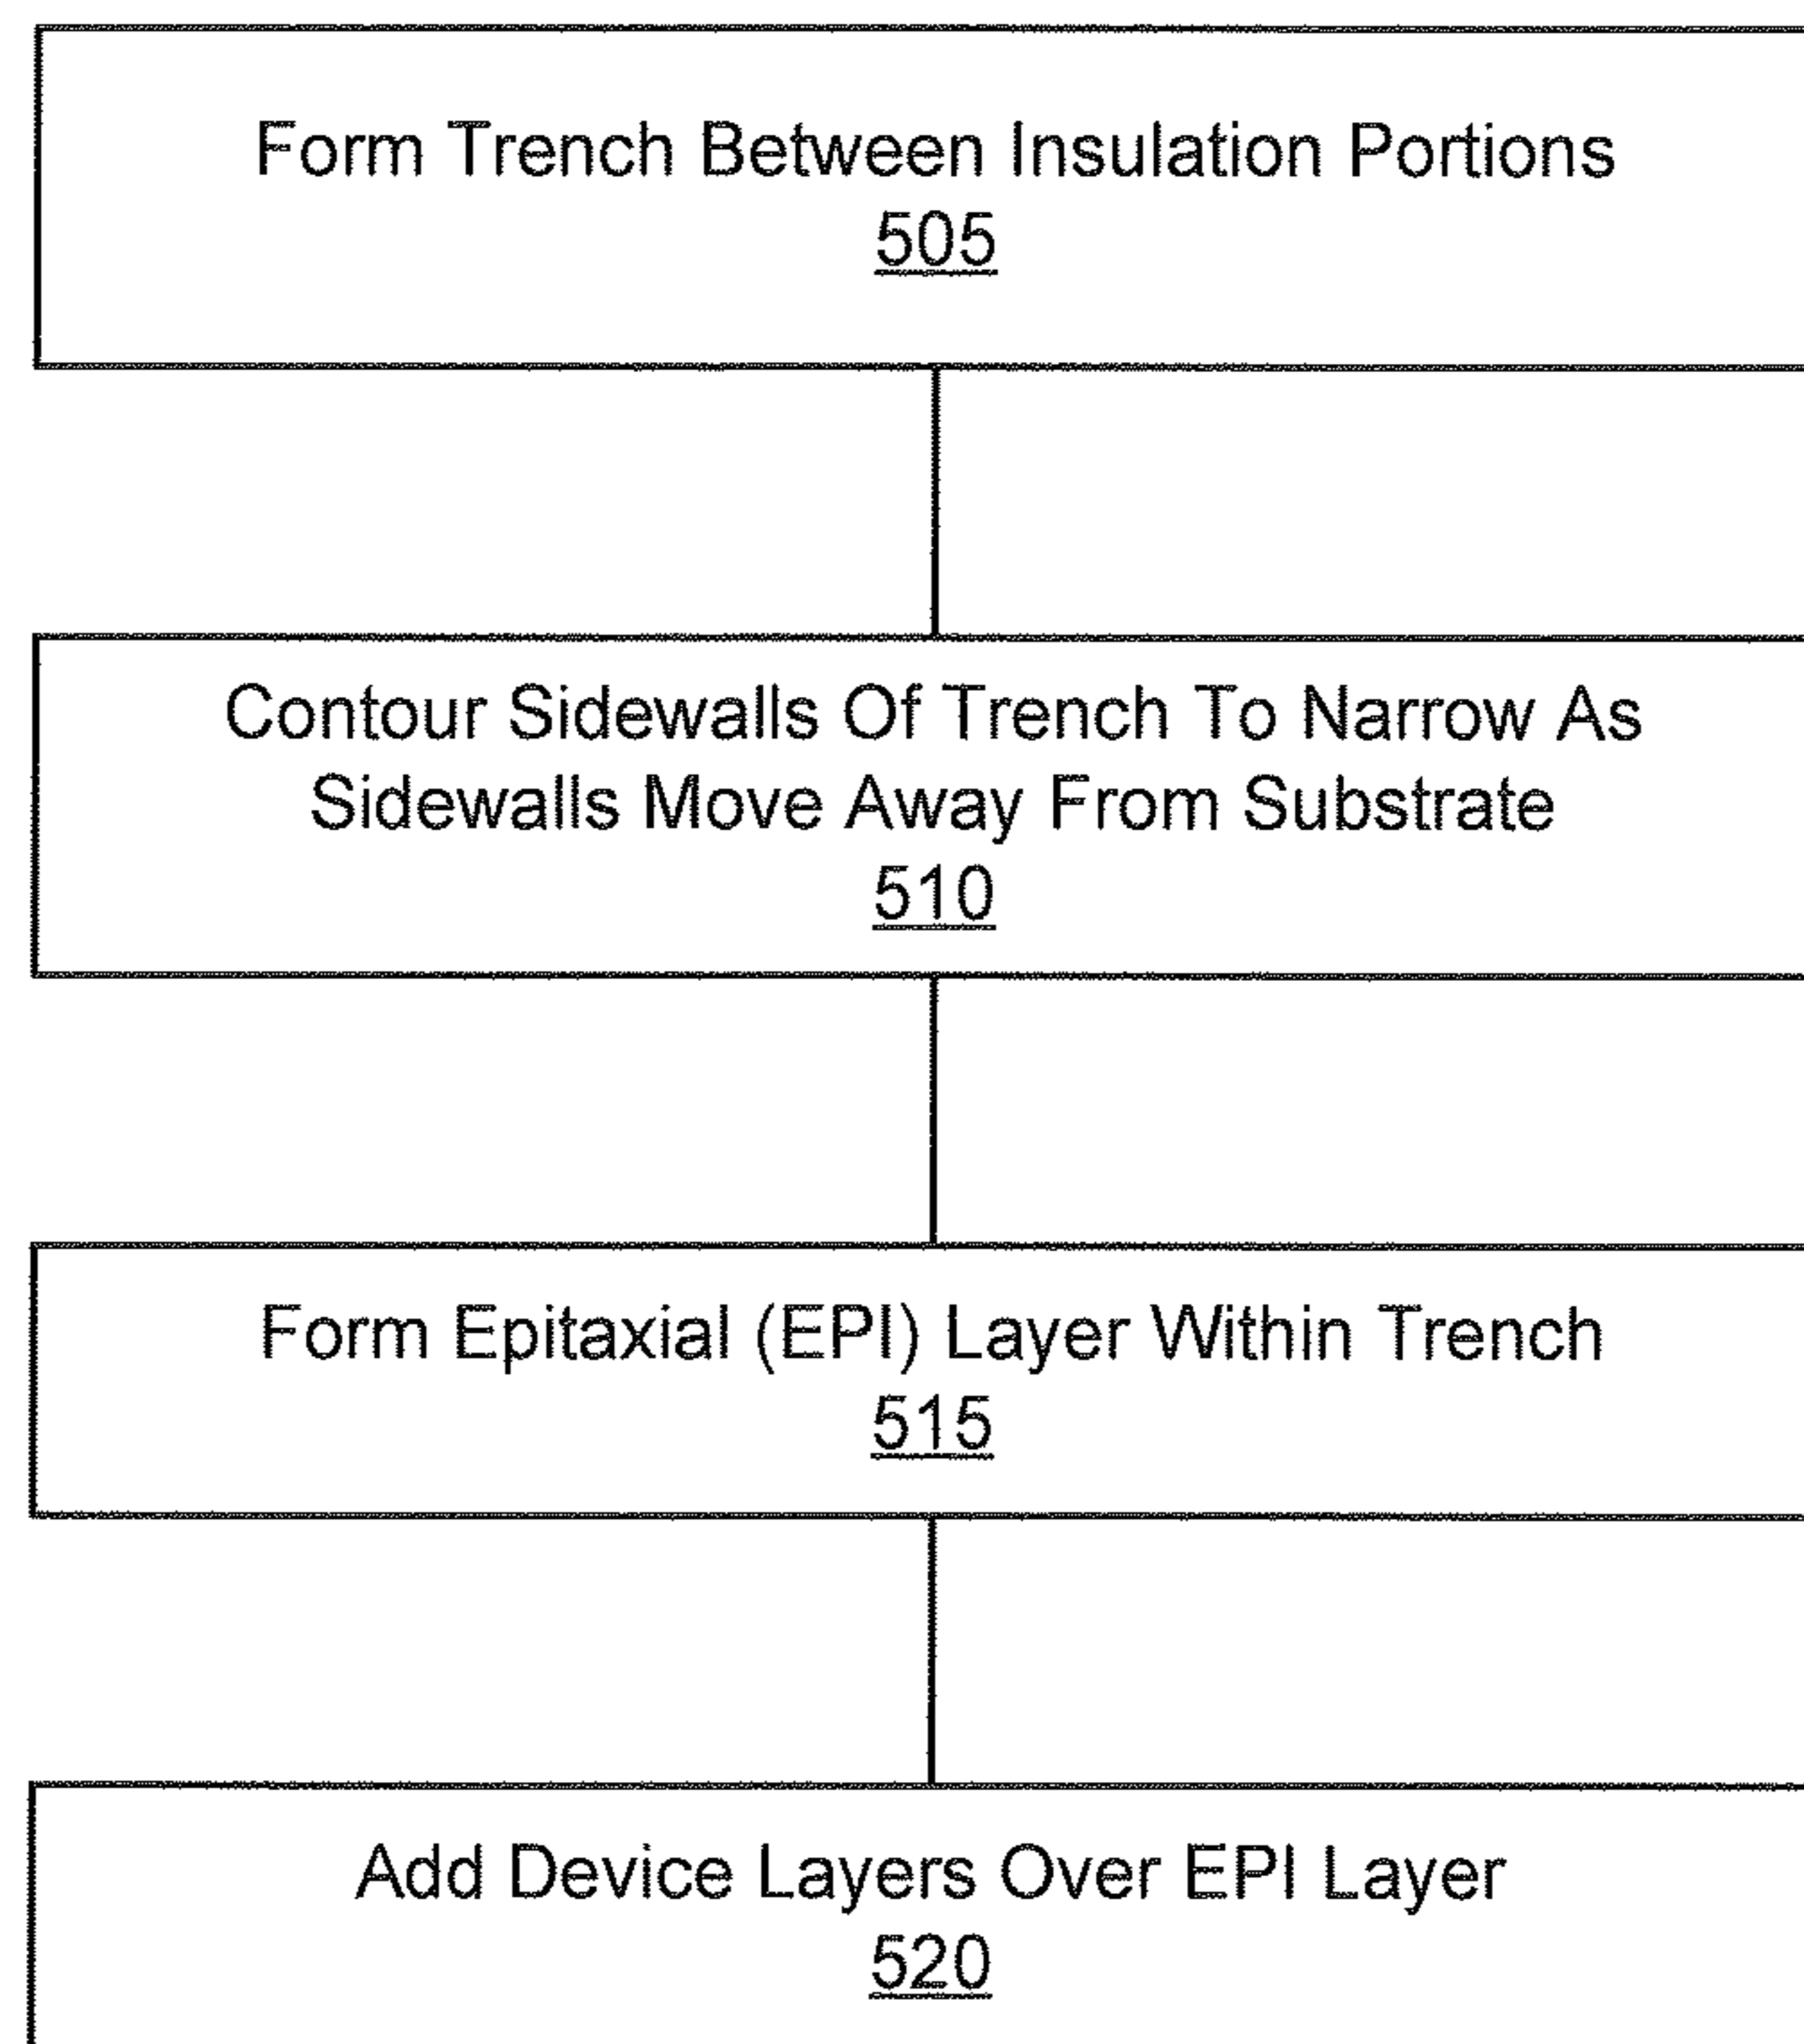 Form Trench Between Insulation Portions
505
Contour Sidewalls Of Trench To Narrow As
Sidewalls Move Away From Substrate
510
Form Epitaxial (EPI) Layer Within Trench
515
Add Device Layers Over EPI Layer
520